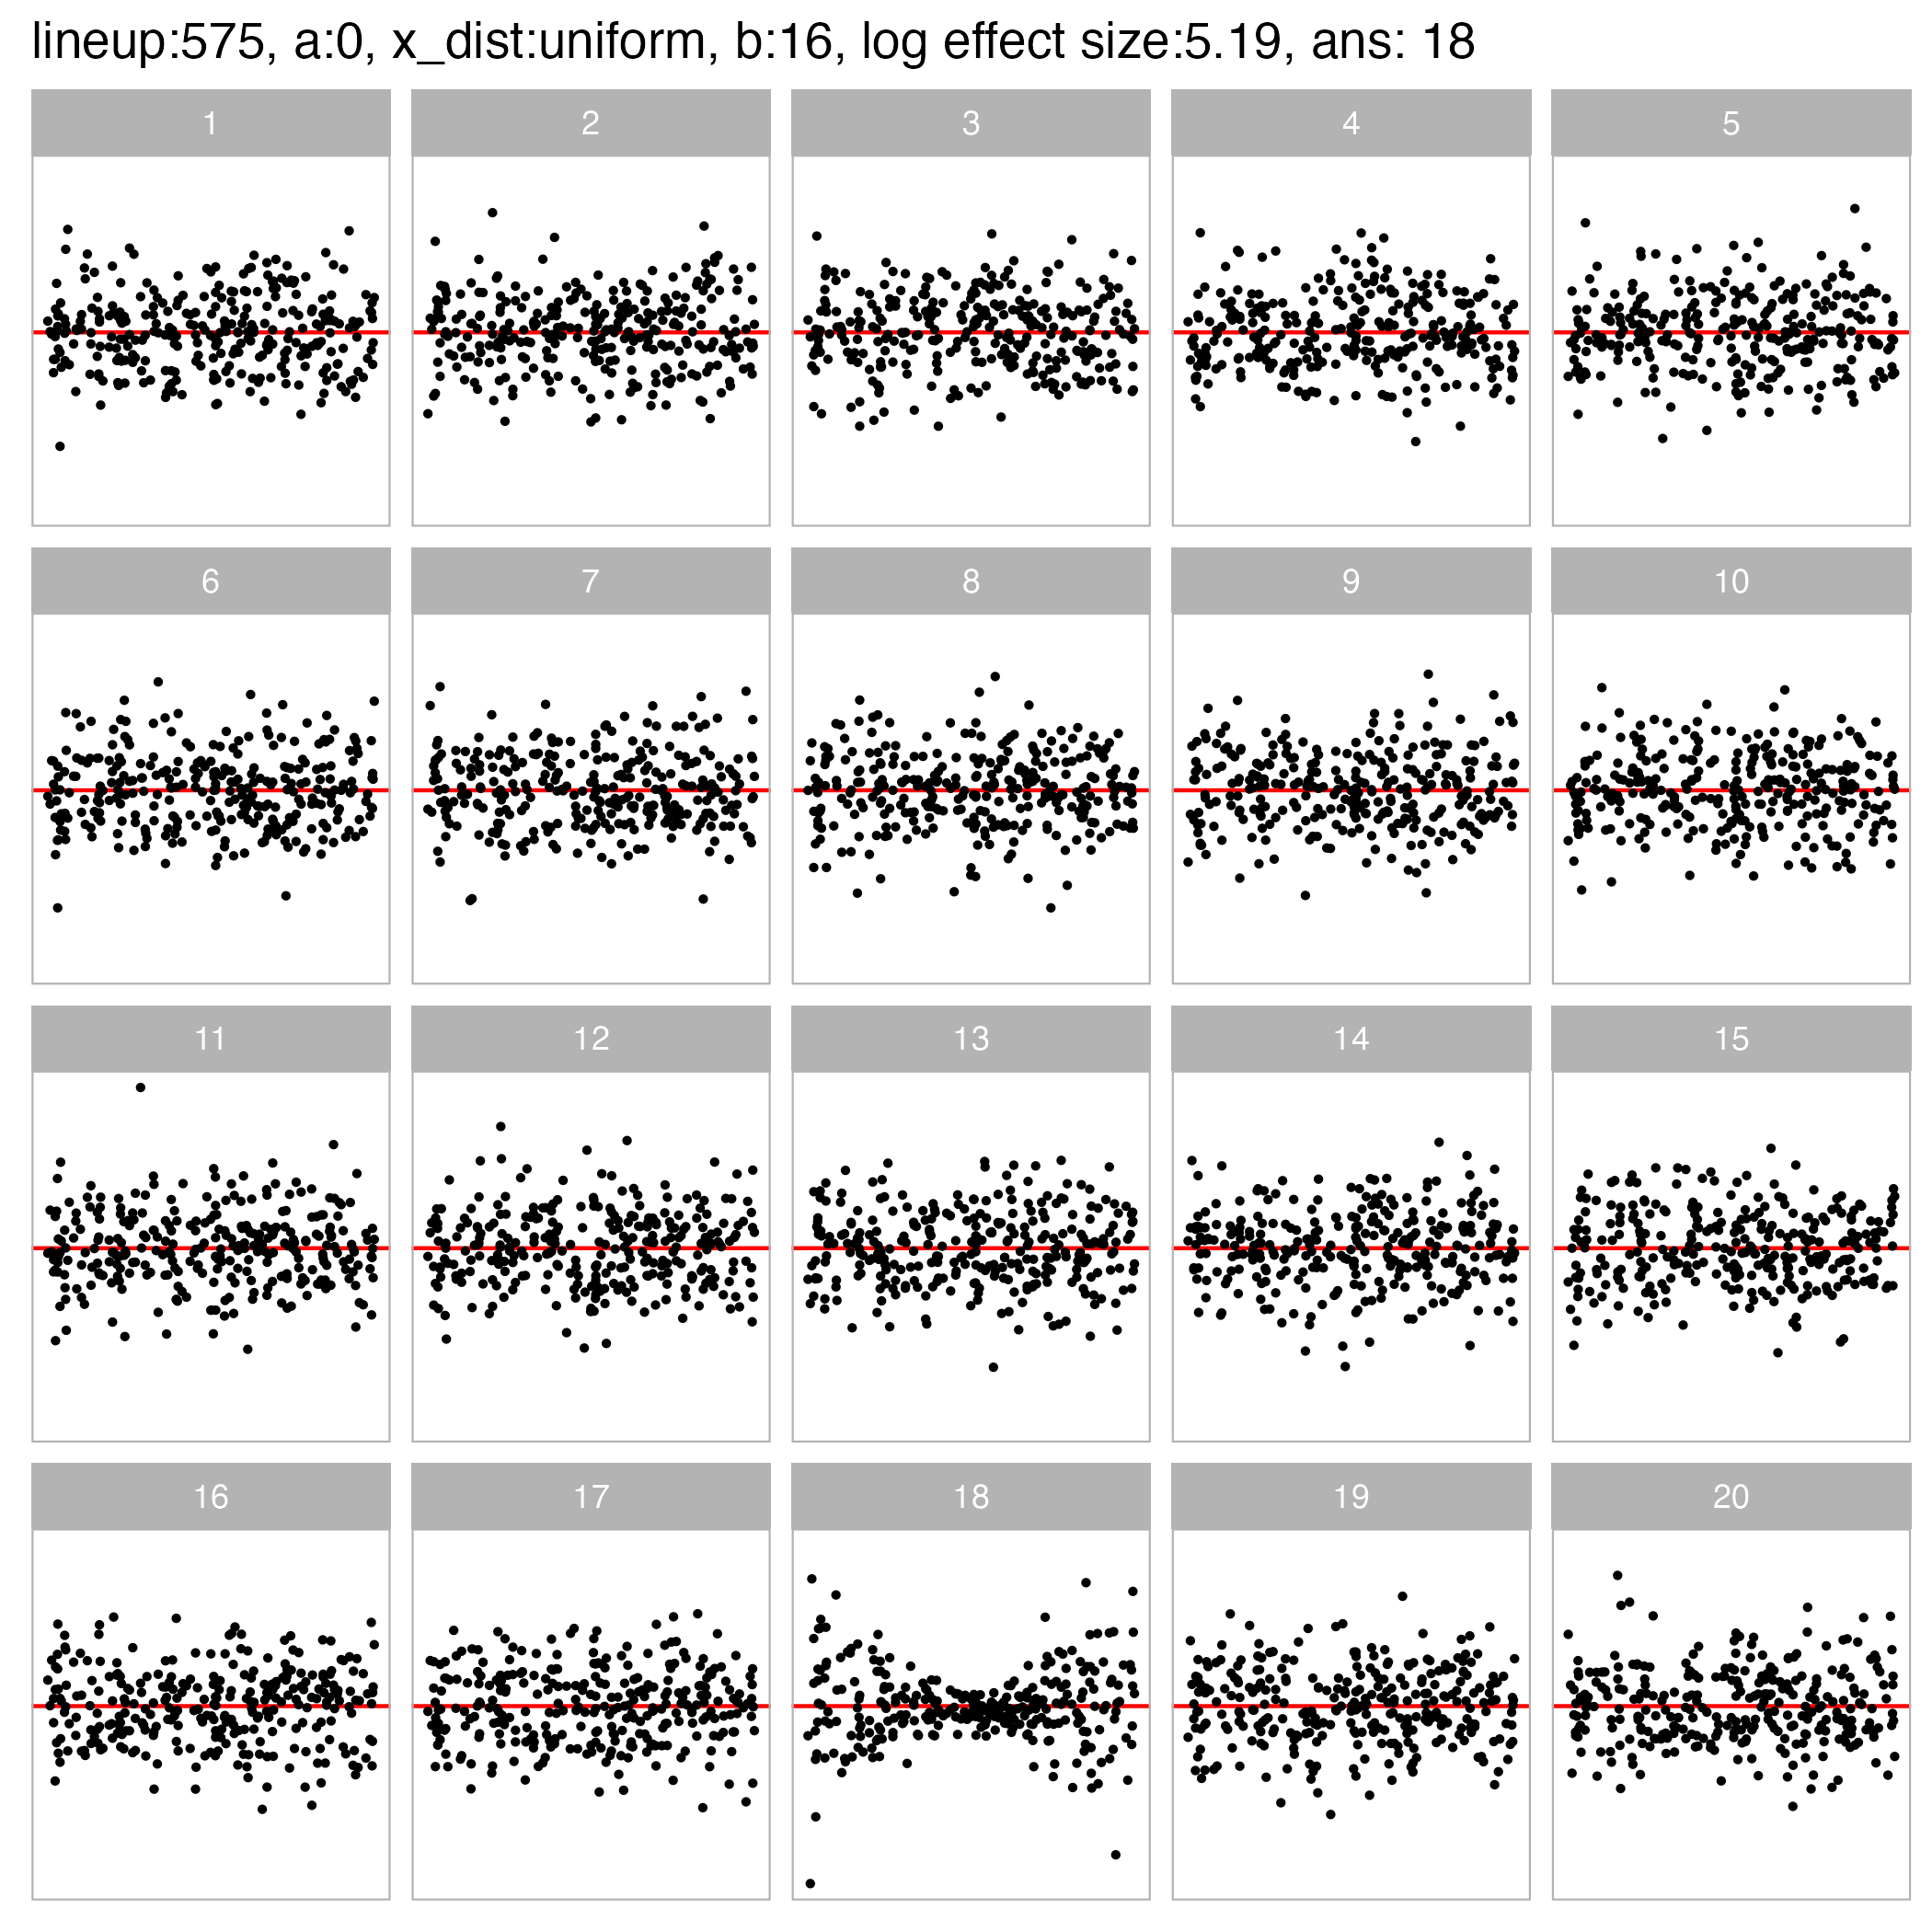 lineup:575, a:0, x_dist:uniform, b:16, log effect size:5.19, ans: 18
1 2 3 4 5
6 7 8 9 10
11 12 13 14 15
16 17 18 19 20